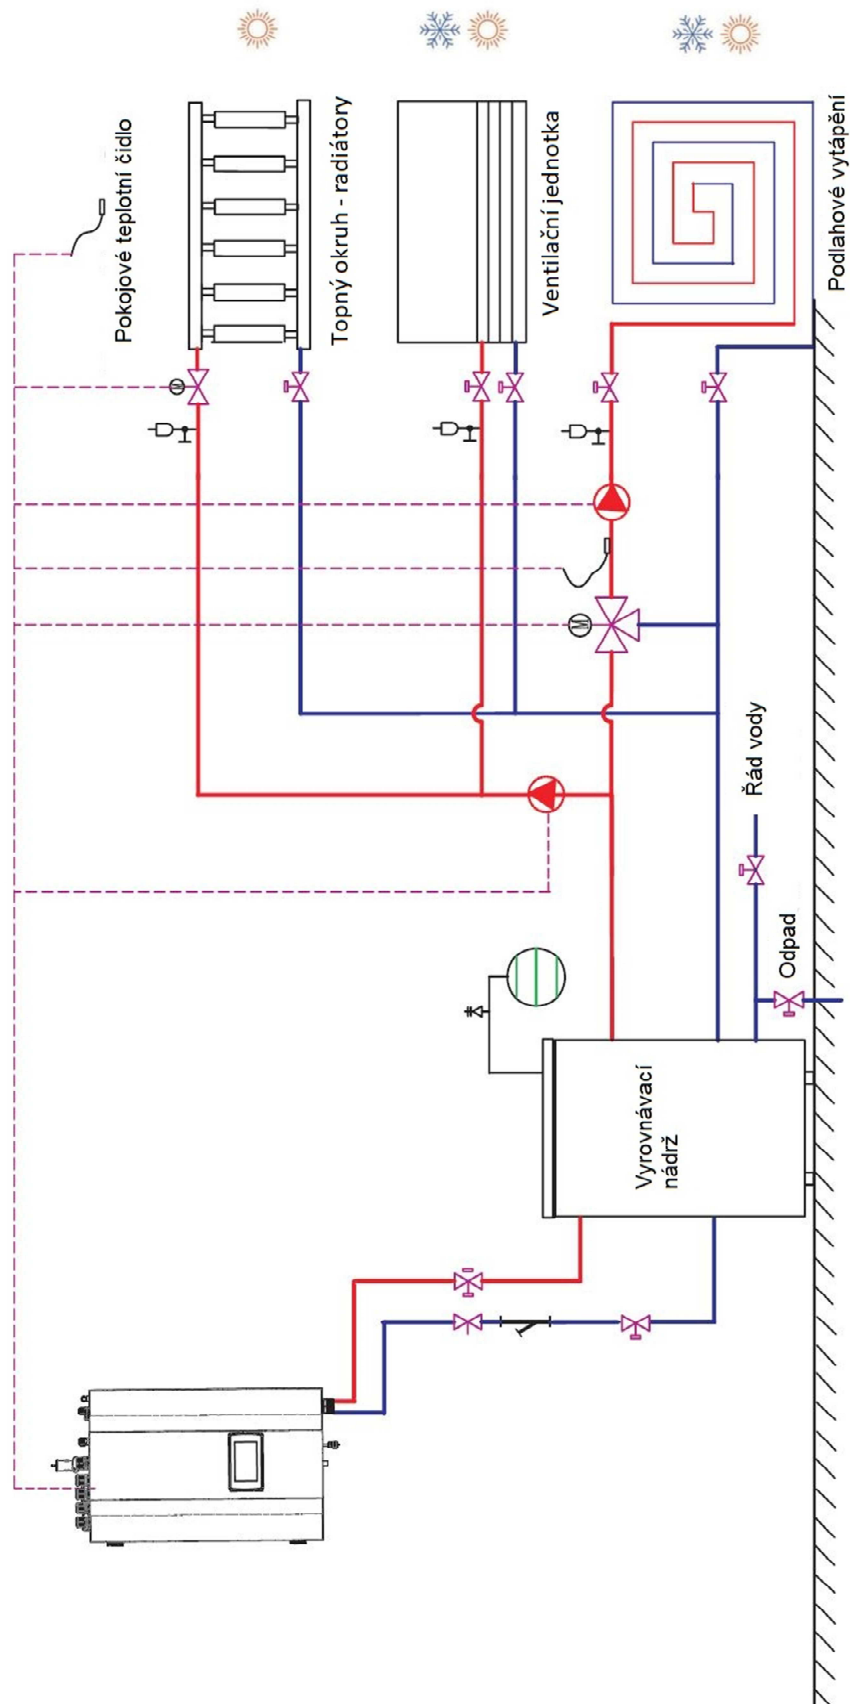 Pokojové teplotní čidlo
Topný okruh - radiátory
Ventilační jednotka
Podlahové vytápění
M
M
Řád vody
Odpad
Vyrovnávací
nádrž